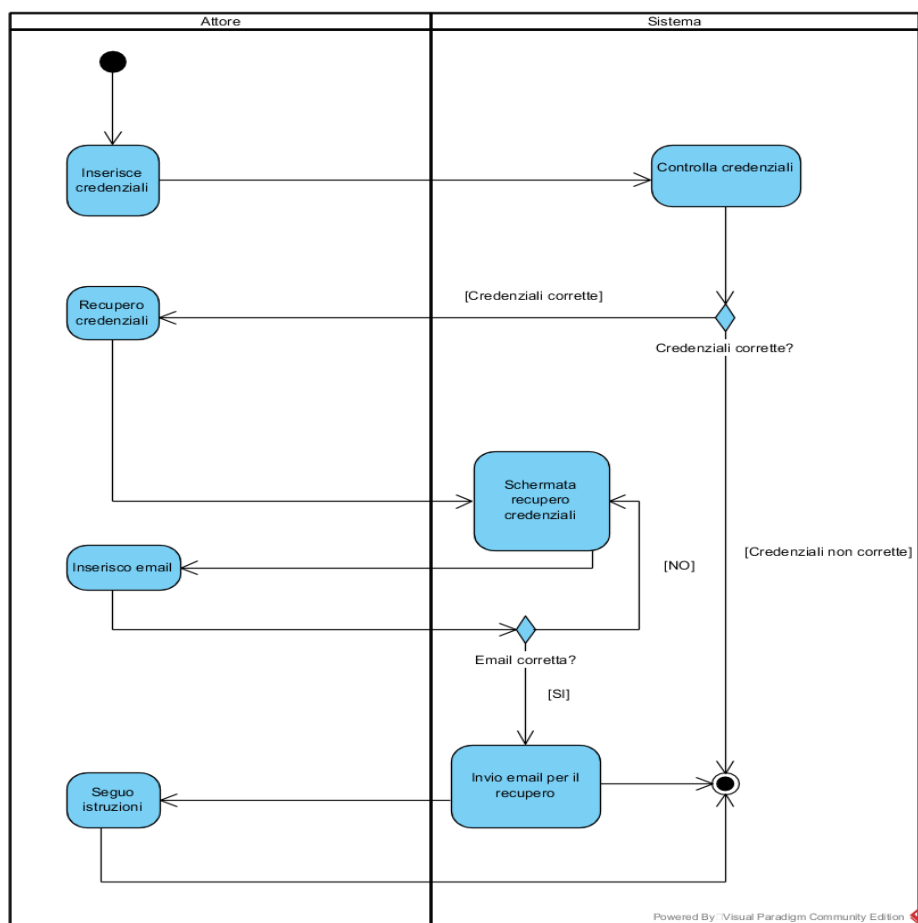 Attore
Sistema
Inserisce
credenziali
Controlla credenziali
[Credenziali corrette]
Recupero
credenziali
Credenziali corrette?
Schermata
recupero
credenziali
[Credenziali non corrette]
Inserisco email
[NO]
Email corretta?
[SI]
Invio email per il
recupero
Seguo
istruzioni
Powered By Visual Paradigm Community Edition